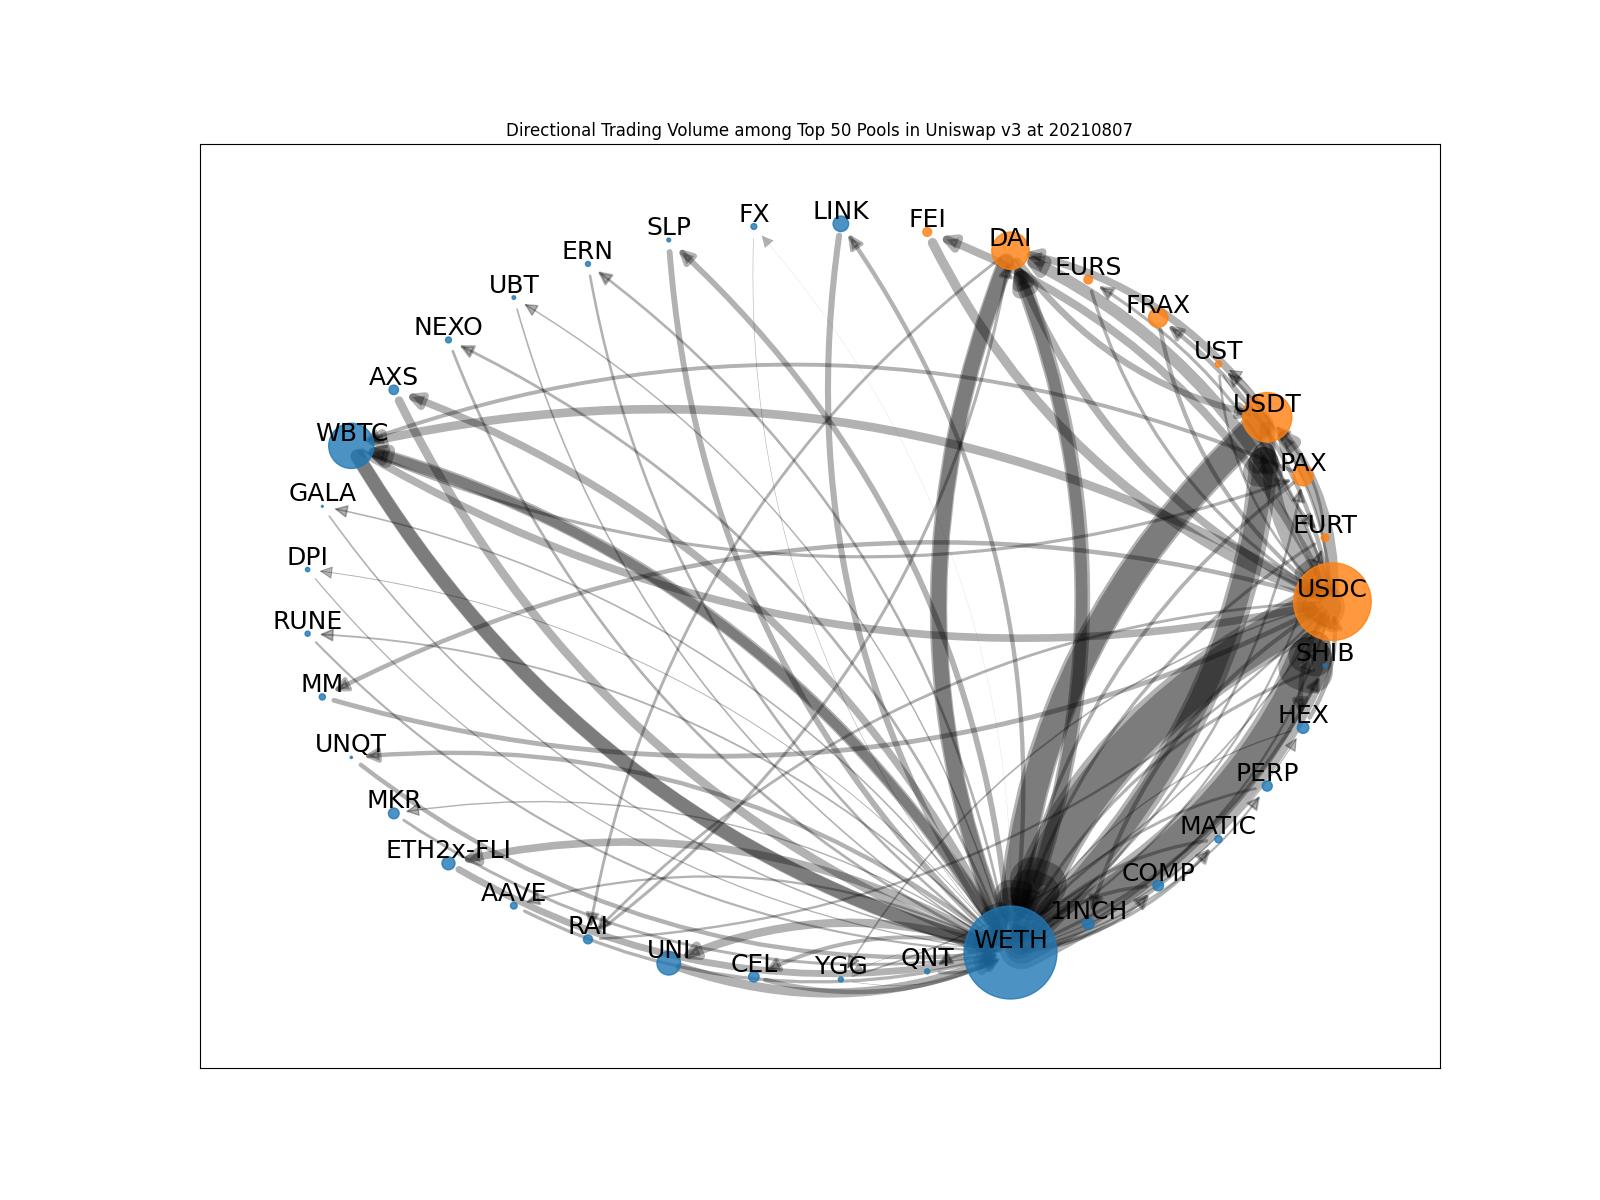 Directional Trading Volume among Top 50 Pools in Uniswap v3 at 20210807
LINK
FX
FEI
SLP
DAI
ERN
EURS
UBT
FRAX
NEXO
UST
AXS
USDT
WBTC
PAX
GALA
EURT
DPI
USDC
RUNE
SHIB
MM
HEX
UNQT
PERP
MKR
MATIC
ETH2x-FLI
COMP
AAVE
1INCH
RAI
WETH
UNI
QNT
CEL
YGG